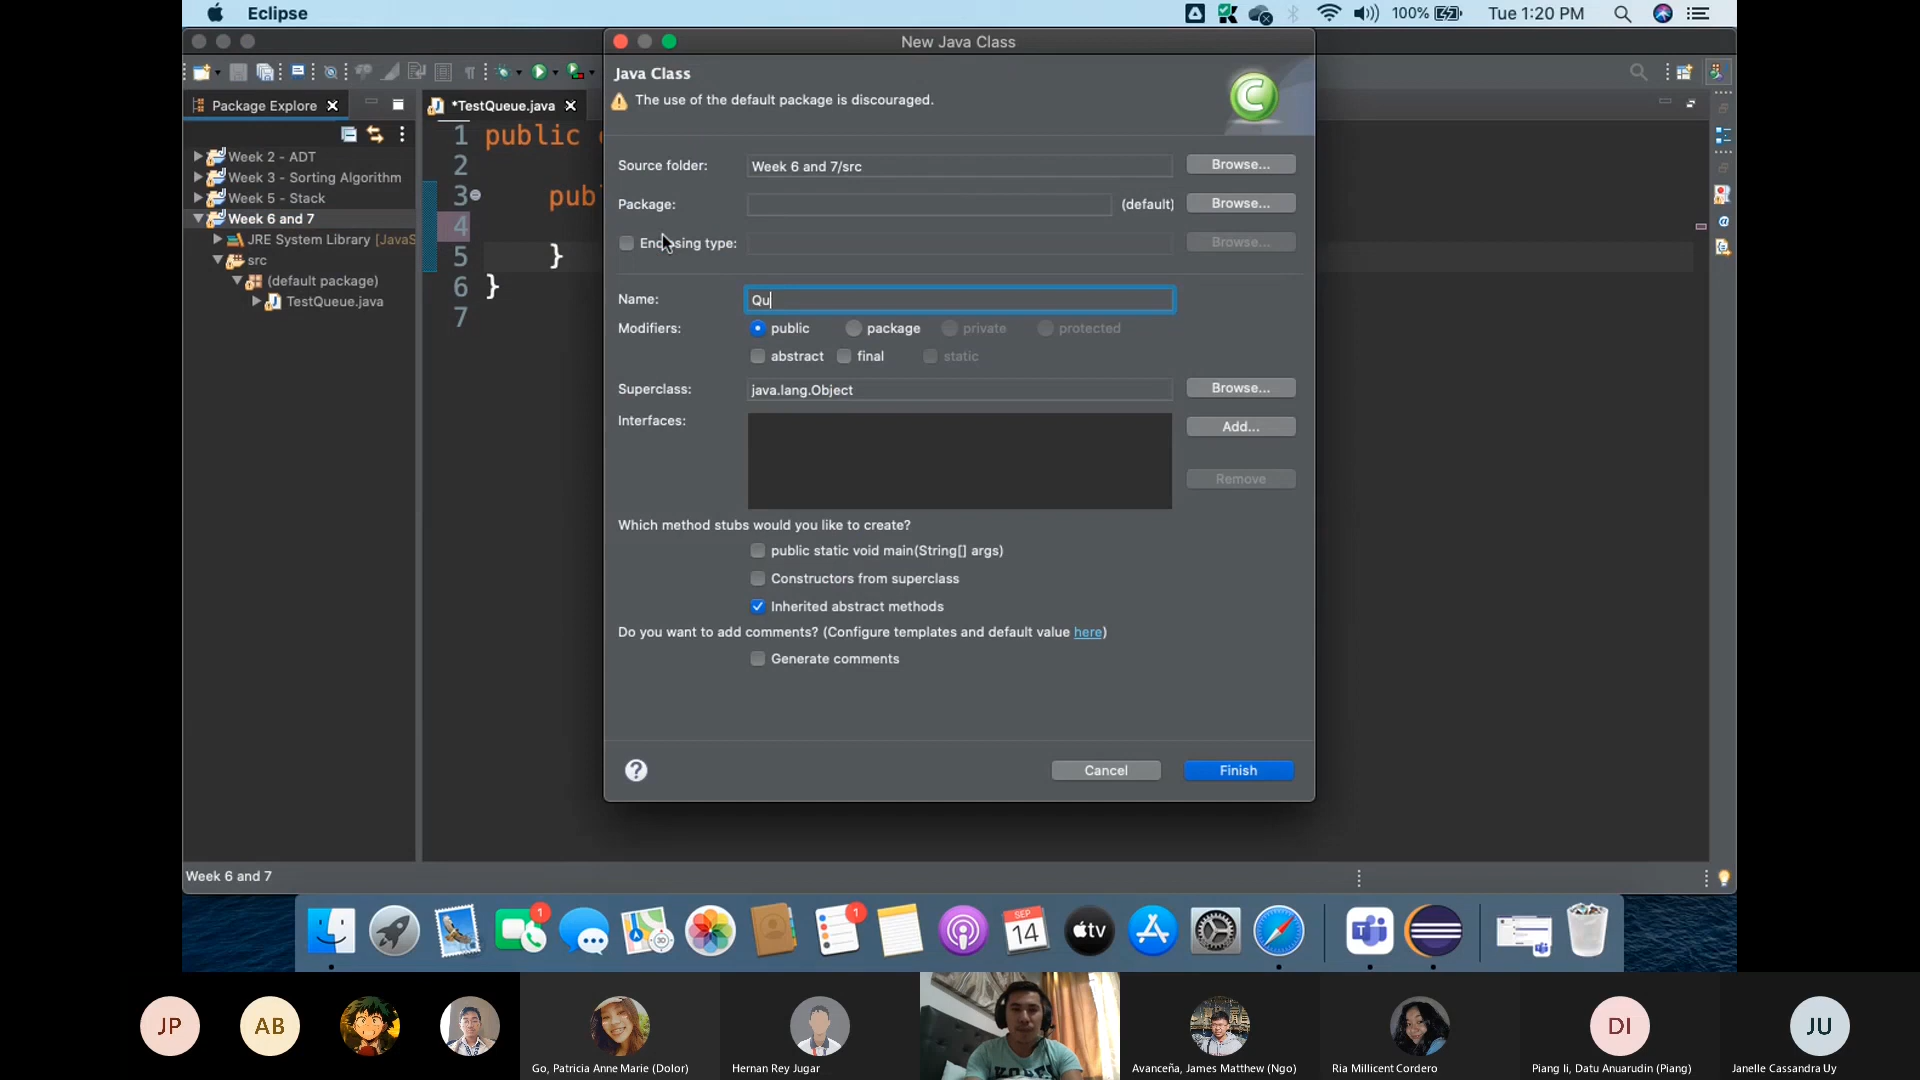 Eclipse
100%
Tue 1:20 PM
New Java Class
Java Class
The use of the default package is discouraged.
Package Explore
*TestQueue.java
Week 2 - ADT
Week 3 - Sorting Algorithm
Week 5 - Stack
Week 6 and 7
JRE System Library [JavaS
src
(default package)
TestQueue.java
1 public
2
3 pub
4
5 }
6 }
7
Source folder: Week 6 and 7/src Browse...
Package: (default) Browse...
type: Browse...
Name: Qu
Modifiers: public package private protected
abstract final static
Superclass: java.lang.Object Browse...
Interfaces: Add...
Remove
Which method stubs would you like to create?
public static void main(String[] args)
Constructors from superclass
Inherited abstract methods
Do you want to add comments? (Configure templates and default value here)
Generate comments
? Cancel Finish
Week 6 and 7
1
3D
1
SEP
14
tv
JP
AB
DI
JU
Go, Patricia Anne Marie (Dolor)
Hernan Rey Jugar
Avanceña, James Matthew (Ngo)
Ria Millicent Cordero
Piang Ii, Datu Anuarudin (Piang)
Janelle Cassandra Uy